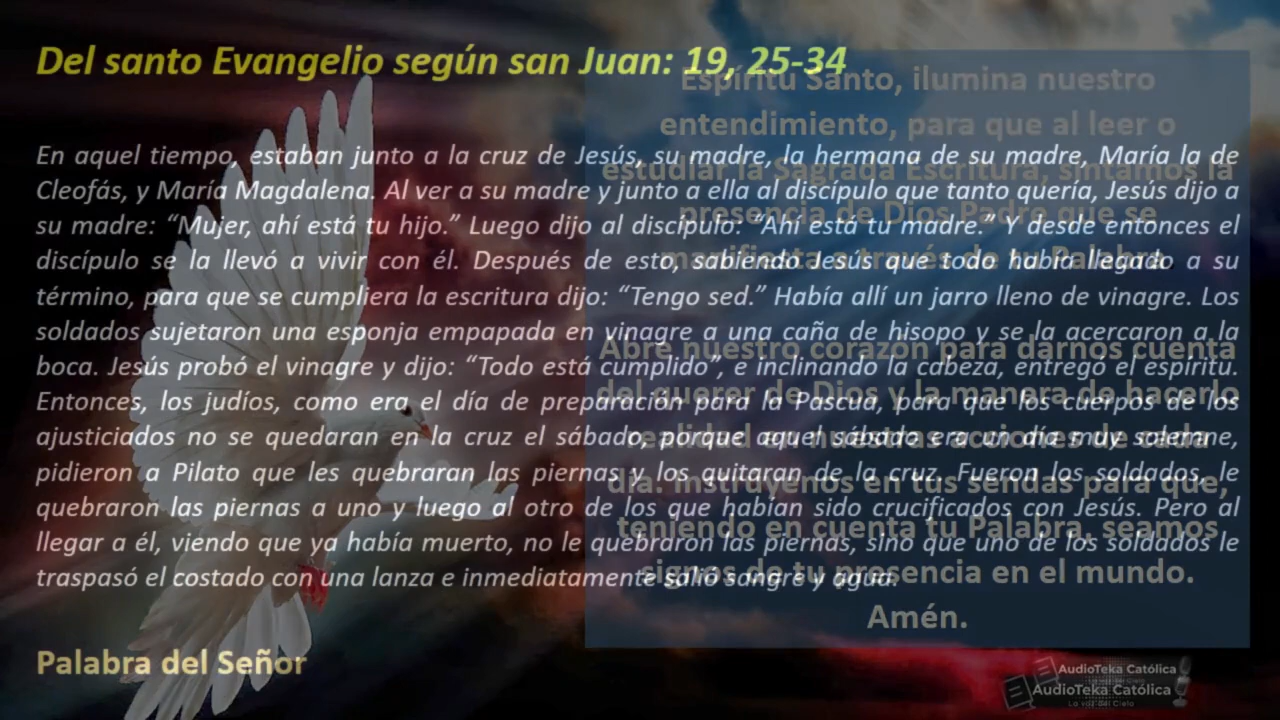 Del santo Evangelio según san Juan: 19, 25-34
En aquel tiempo, estaban junto a la cruz de Jesús, su madre, la hermana de su madre, María la de
Cleofás, y María Magdalena. Al ver a su madre y junto a ella al discípulo que tanto quería, Jesús dijo a
su madre: “Mujer, ahí está tu hijo.” Luego dijo al discípulo: “Ahí está tu madre.” Y desde entonces el
discípulo se la llevó a vivir con él. Después de esto, sabiendo Jesús que todo había llegado a su
término, para que se cumpliera la escritura dijo: “Tengo sed.” Había allí un jarro lleno de vinagre. Los
soldados sujetaron una esponja empapada en vinagre a una caña de hisopo y se la acercaron a la
boca. Jesús probó el vinagre y dijo: “Todo está cumplido”, e inclinando la cabeza, entregó el espíritu.
Entonces, los judíos, como era el día de preparación para la Pascua, para que los cuerpos de los
ajusticiados no se quedaran en la cruz el sábado, porque aquel sábado era un día muy solemne,
pidieron a Pilato que les quebraran las piernas y los quitaran de la cruz. Fueron los soldados, le
quebraron las piernas a uno y luego al otro de los que habían sido crucificados con Jesús. Pero al
llegar a él, viendo que ya había muerto, no le quebraron las piernas, sino que uno de los soldados le
traspasó el costado con una lanza e inmediatamente salió sangre y agua.
Palabra del Señor
Espíritu Santo, ilumina nuestro
entendimiento, para que al leer o
estudiar la Sagrada Escritura, sintamos la
presencia de Dios Padre que se
manifiesta a través de tu Palabra.
Abre nuestro corazón para darnos cuenta
del querer de Dios y la manera de hacerlo
realidad en nuestras acciones de cada
día. Instrúyenos en tus sendas para que,
teniendo en cuenta tu Palabra, seamos
signos de tu presencia en el mundo.
Amén.
AudioTeka Católica
AudioTeka Católica
La voz del Cielo